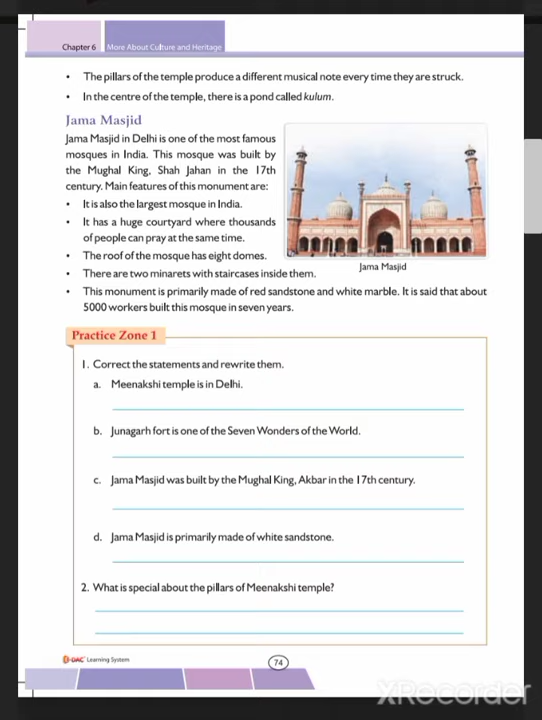 Chapter 6 More About Culture and Heritage
• The pillars of the temple produce a different musical note every time they are struck.
• In the centre of the temple, there is a pond called kulum.
Jama Masjid
Jama Masjid in Delhi is one of the most famous
mosques in India. This mosque was built by
the Mughal King, Shah Jahan in the 17th
century. Main features of this monument are:
• It is also the largest mosque in India.
• It has a huge courtyard where thousands
of people can pray at the same time.
• The roof of the mosque has eight domes.
• There are two minarets with staircases inside them.
Jama Masjid
• This monument is primarily made of red sandstone and white marble. It is said that about
5000 workers built this mosque in seven years.
Practice Zone 1
1. Correct the statements and rewrite them.
a. Meenakshi temple is in Delhi.
b. Junagarh fort is one of the Seven Wonders of the World.
c. Jama Masjid was built by the Mughal King, Akbar in the 17th century.
d. Jama Masjid is primarily made of white sandstone.
2. What is special about the pillars of Meenakshi temple?
Learning System
74
XRecorder